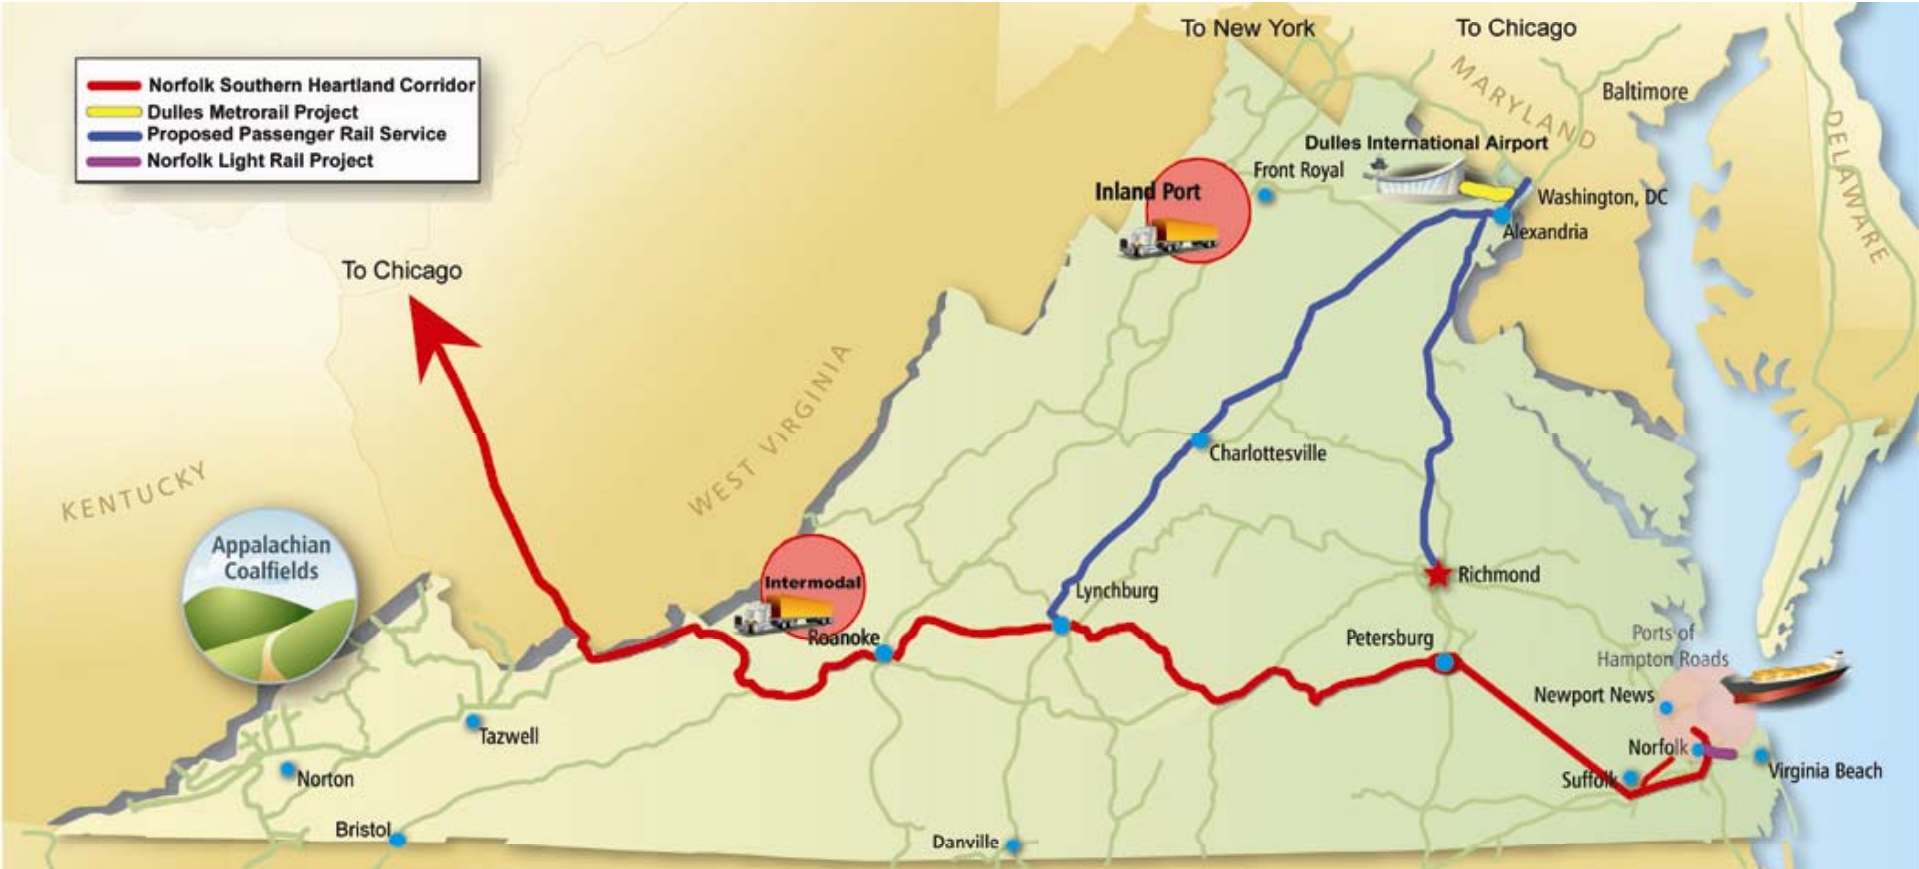 To New York
To Chicago
Norfolk Southern Heartland Corridor
Dulles Metrorail Project
Proposed Passenger Rail Service
Norfolk Light Rail Project
MARYLAND
Baltimore
DELAWARE
Dulles International Airport
Front Royal
Inland Port
Washington, DC
Alexandria
To Chicago
WEST VIRGINIA
KENTUCKY
Charlottesville
Appalachian
Coalfields
Intermodal
Lynchburg
Richmond
Roanoke
Petersburg
Ports of
Hampton Roads
Newport News
Tazwell
Norfolk
Norton
Suffolk
Virginia Beach
Bristol
Danville